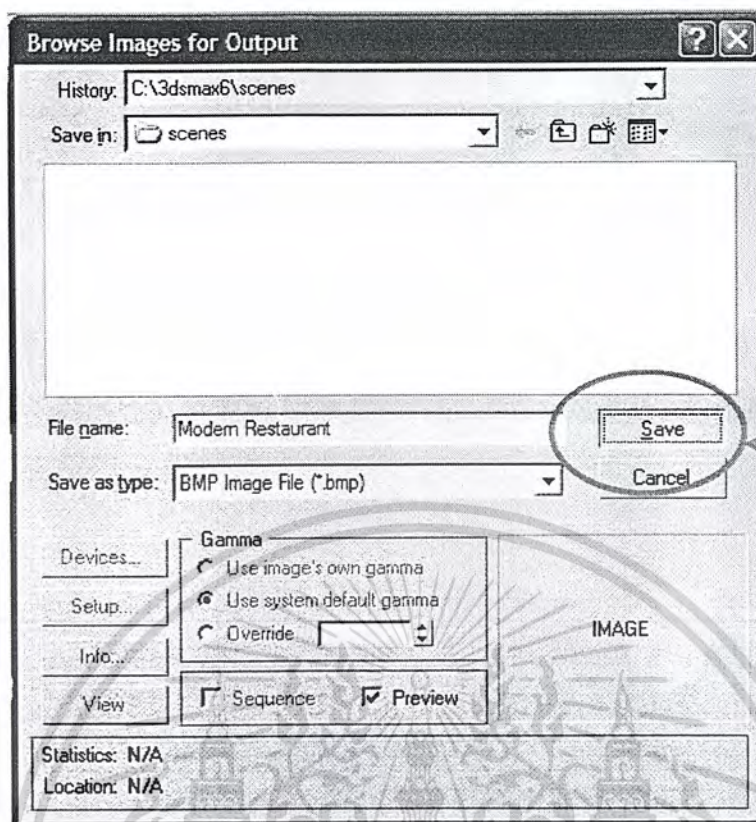 Browse Images for Output
History: C:\3dsmax6\scenes
Save in: scenes
File name: Modern Restaurant
Save
Save as type: BMP Image File (*.bmp)
Cancel
Devices...
Setup...
Info...
View
Gamma
Use image's own gamma
Use system default gamma
Override
IMAGE
Sequence
Preview
Statistics: N/A
Location: N/A